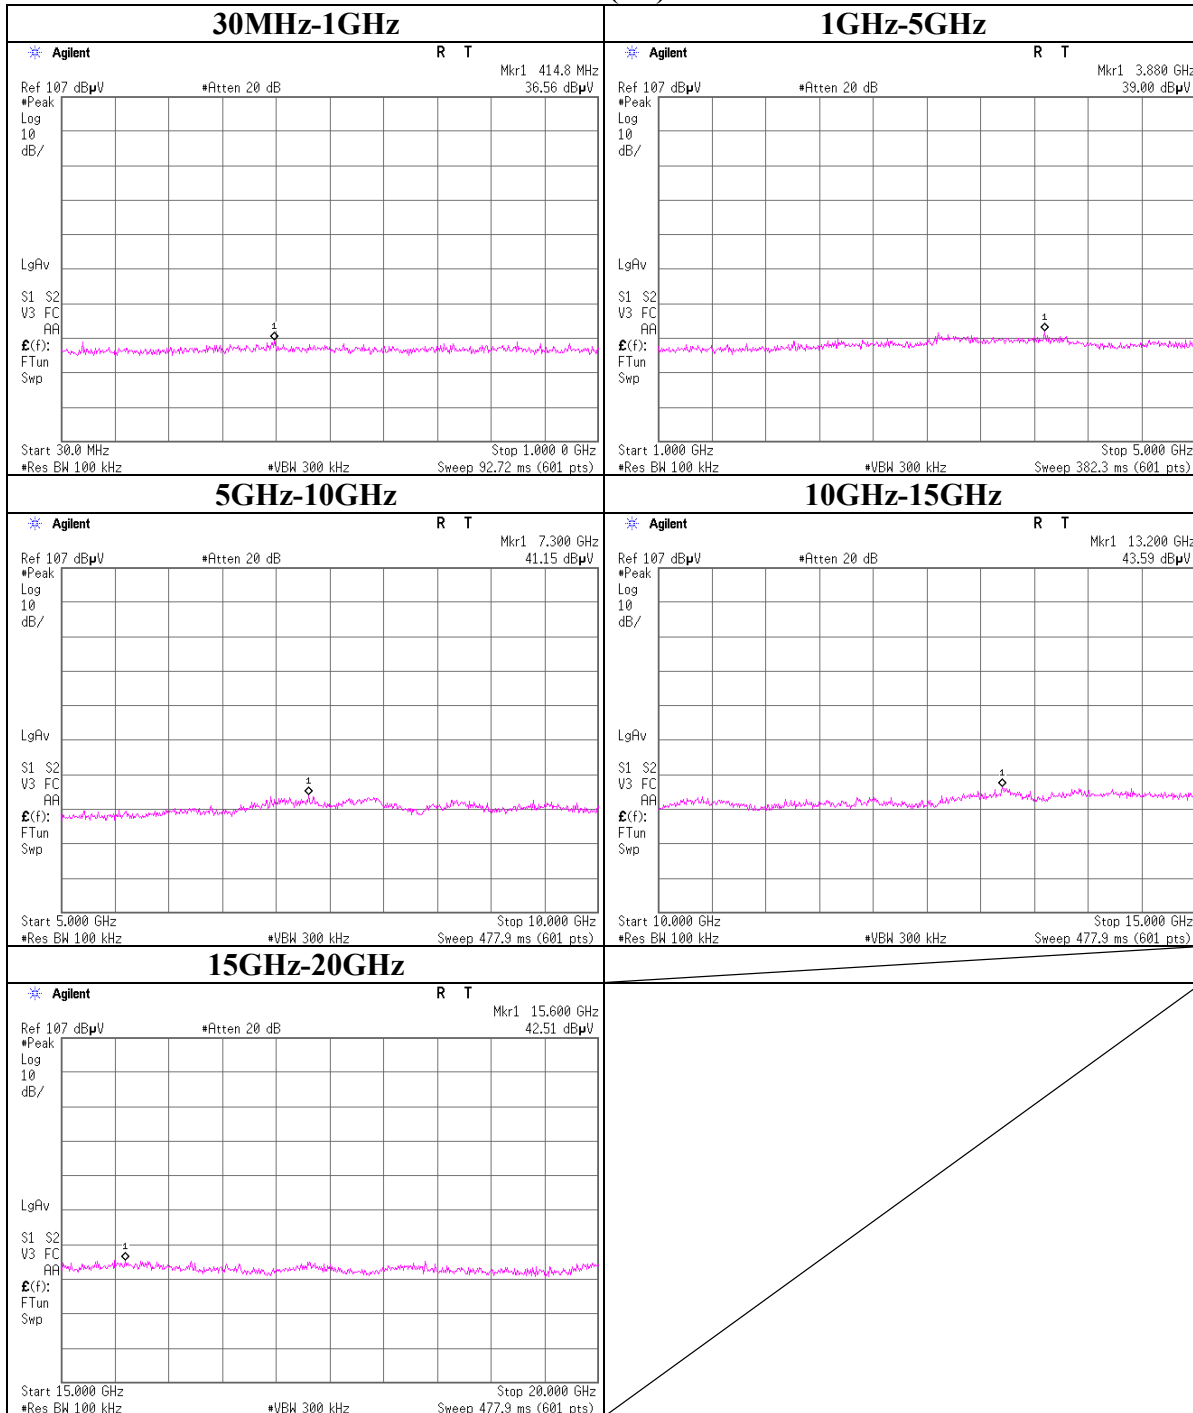 30MHz-1GHz
Agilent R T
Mkr1 414.8 MHz
Ref 107 dBµV #Atten 20 dB 36.56 dBµV
#Peak
Log
10
dB/
LgAv
S1 S2
V3 FC
AA
£(f):
FTun
Swp
1
Start 30.0 MHz Stop 1.000 0 GHz
#Res BW 100 kHz #VBW 300 kHz Sweep 92.72 ms (601 pts)
1GHz-5GHz
Agilent R T
Mkr1 3.880 GHz
Ref 107 dBµV #Atten 20 dB 39.00 dBµV
#Peak
Log
10
dB/
LgAv
S1 S2
V3 FC
AA
£(f):
FTun
Swp
1
Start 1.000 GHz Stop 5.000 GHz
#Res BW 100 kHz #VBW 300 kHz Sweep 382.3 ms (601 pts)
5GHz-10GHz
Agilent R T
Mkr1 7.300 GHz
Ref 107 dBµV #Atten 20 dB 41.15 dBµV
#Peak
Log
10
dB/
LgAv
S1 S2
V3 FC
AA
£(f):
FTun
Swp
1
Start 5.000 GHz Stop 10.000 GHz
#Res BW 100 kHz #VBW 300 kHz Sweep 477.9 ms (601 pts)
10GHz-15GHz
Agilent R T
Mkr1 13.200 GHz
Ref 107 dBµV #Atten 20 dB 43.59 dBµV
#Peak
Log
10
dB/
LgAv
S1 S2
V3 FC
AA
£(f):
FTun
Swp
1
Start 10.000 GHz Stop 15.000 GHz
#Res BW 100 kHz #VBW 300 kHz Sweep 477.9 ms (601 pts)
15GHz-20GHz
Agilent R T
Mkr1 15.600 GHz
Ref 107 dBµV #Atten 20 dB 42.51 dBµV
#Peak
Log
10
dB/
LgAv
S1 S2
V3 FC
AA
£(f):
FTun
Swp
1
Start 15.000 GHz Stop 20.000 GHz
#Res BW 100 kHz #VBW 300 kHz Sweep 477.9 ms (601 pts)